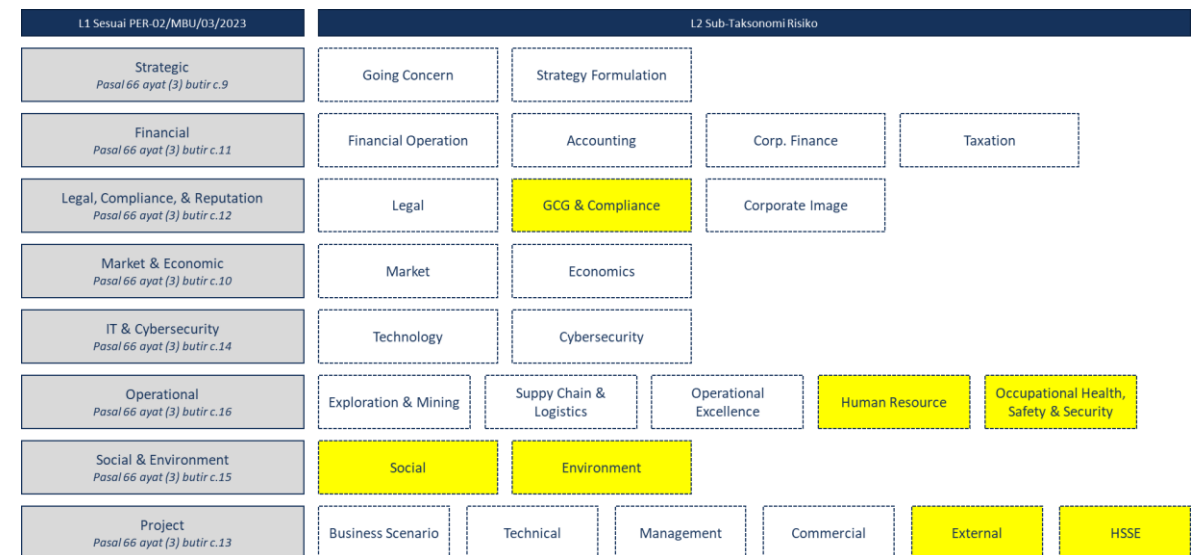 L1 Sesuai PER-02/MBU/03/2023
L2 Sub-Taksonomi Risiko
Strategic
Pasal 66 ayat (3) butir c.9
Going Concern
Strategy Formulation
Financial
Pasal 66 ayat (3) butir c.11
Financial Operation
Accounting
Corp. Finance
Taxation
Legal, Compliance, & Reputation
Pasal 66 ayat (3) butir c.12
Legal
GCG & Compliance
Corporate Image
Market & Economic
Pasal 66 ayat (3) butir c.10
Market
Economics
IT & Cybersecurity
Pasal 66 ayat (3) butir c.14
Technology
Cybersecurity
Operational
Pasal 66 ayat (3) butir c.16
Exploration & Mining
Suppy Chain &
Logistics
Operational
Excellence
Human Resource
Occupational Health,
Safety & Security
Social & Environment
Pasal 66 ayat (3) butir c.15
Social
Environment
Project
Pasal 66 ayat (3) butir c.13
Business Scenario
Technical
Management
Commercial
External
HSSE